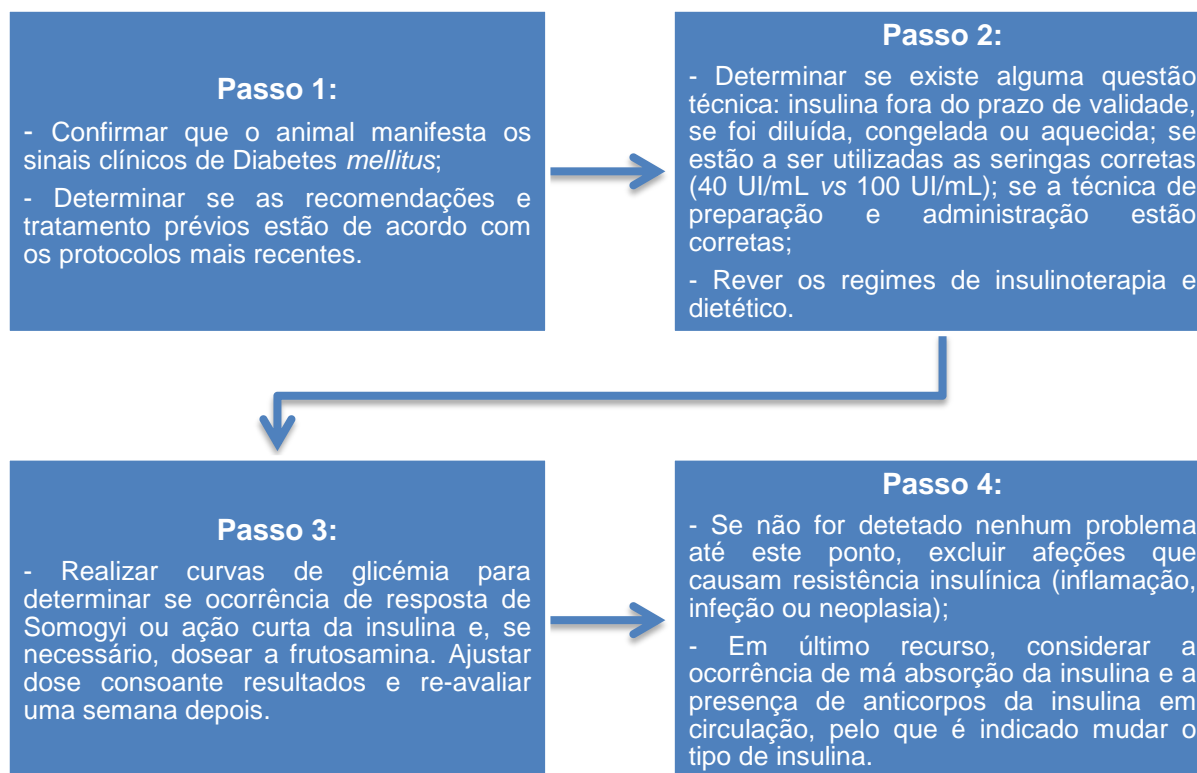 Passo 1:
- Confirmar que o animal manifesta os
sinais clínicos de Diabetes mellitus;
- Determinar se as recomendações e
tratamento prévios estão de acordo com
os protocolos mais recentes.
Passo 2:
- Determinar se existe alguma questão
técnica: insulina fora do prazo de validade,
se foi diluída, congelada ou aquecida; se
estão a ser utilizadas as seringas corretas
(40 UI/mL vs 100 UI/mL); se a técnica de
preparação e administração estão
corretas;
- Rever os regimes de insulinoterapia e
dietético.
Passo 3:
- Realizar curvas de glicémia para
determinar se ocorrência de resposta de
Somogyi ou ação curta da insulina e, se
necessário, dosear a frutosamina. Ajustar
dose consoante resultados e re-avaliar
uma semana depois.
Passo 4:
- Se não for detetado nenhum problema
até este ponto, excluir afeções que
causam resistência insulínica (inflamação,
infeção ou neoplasia);
- Em último recurso, considerar a
ocorrência de má absorção da insulina e a
presença de anticorpos da insulina em
circulação, pelo que é indicado mudar o
tipo de insulina.